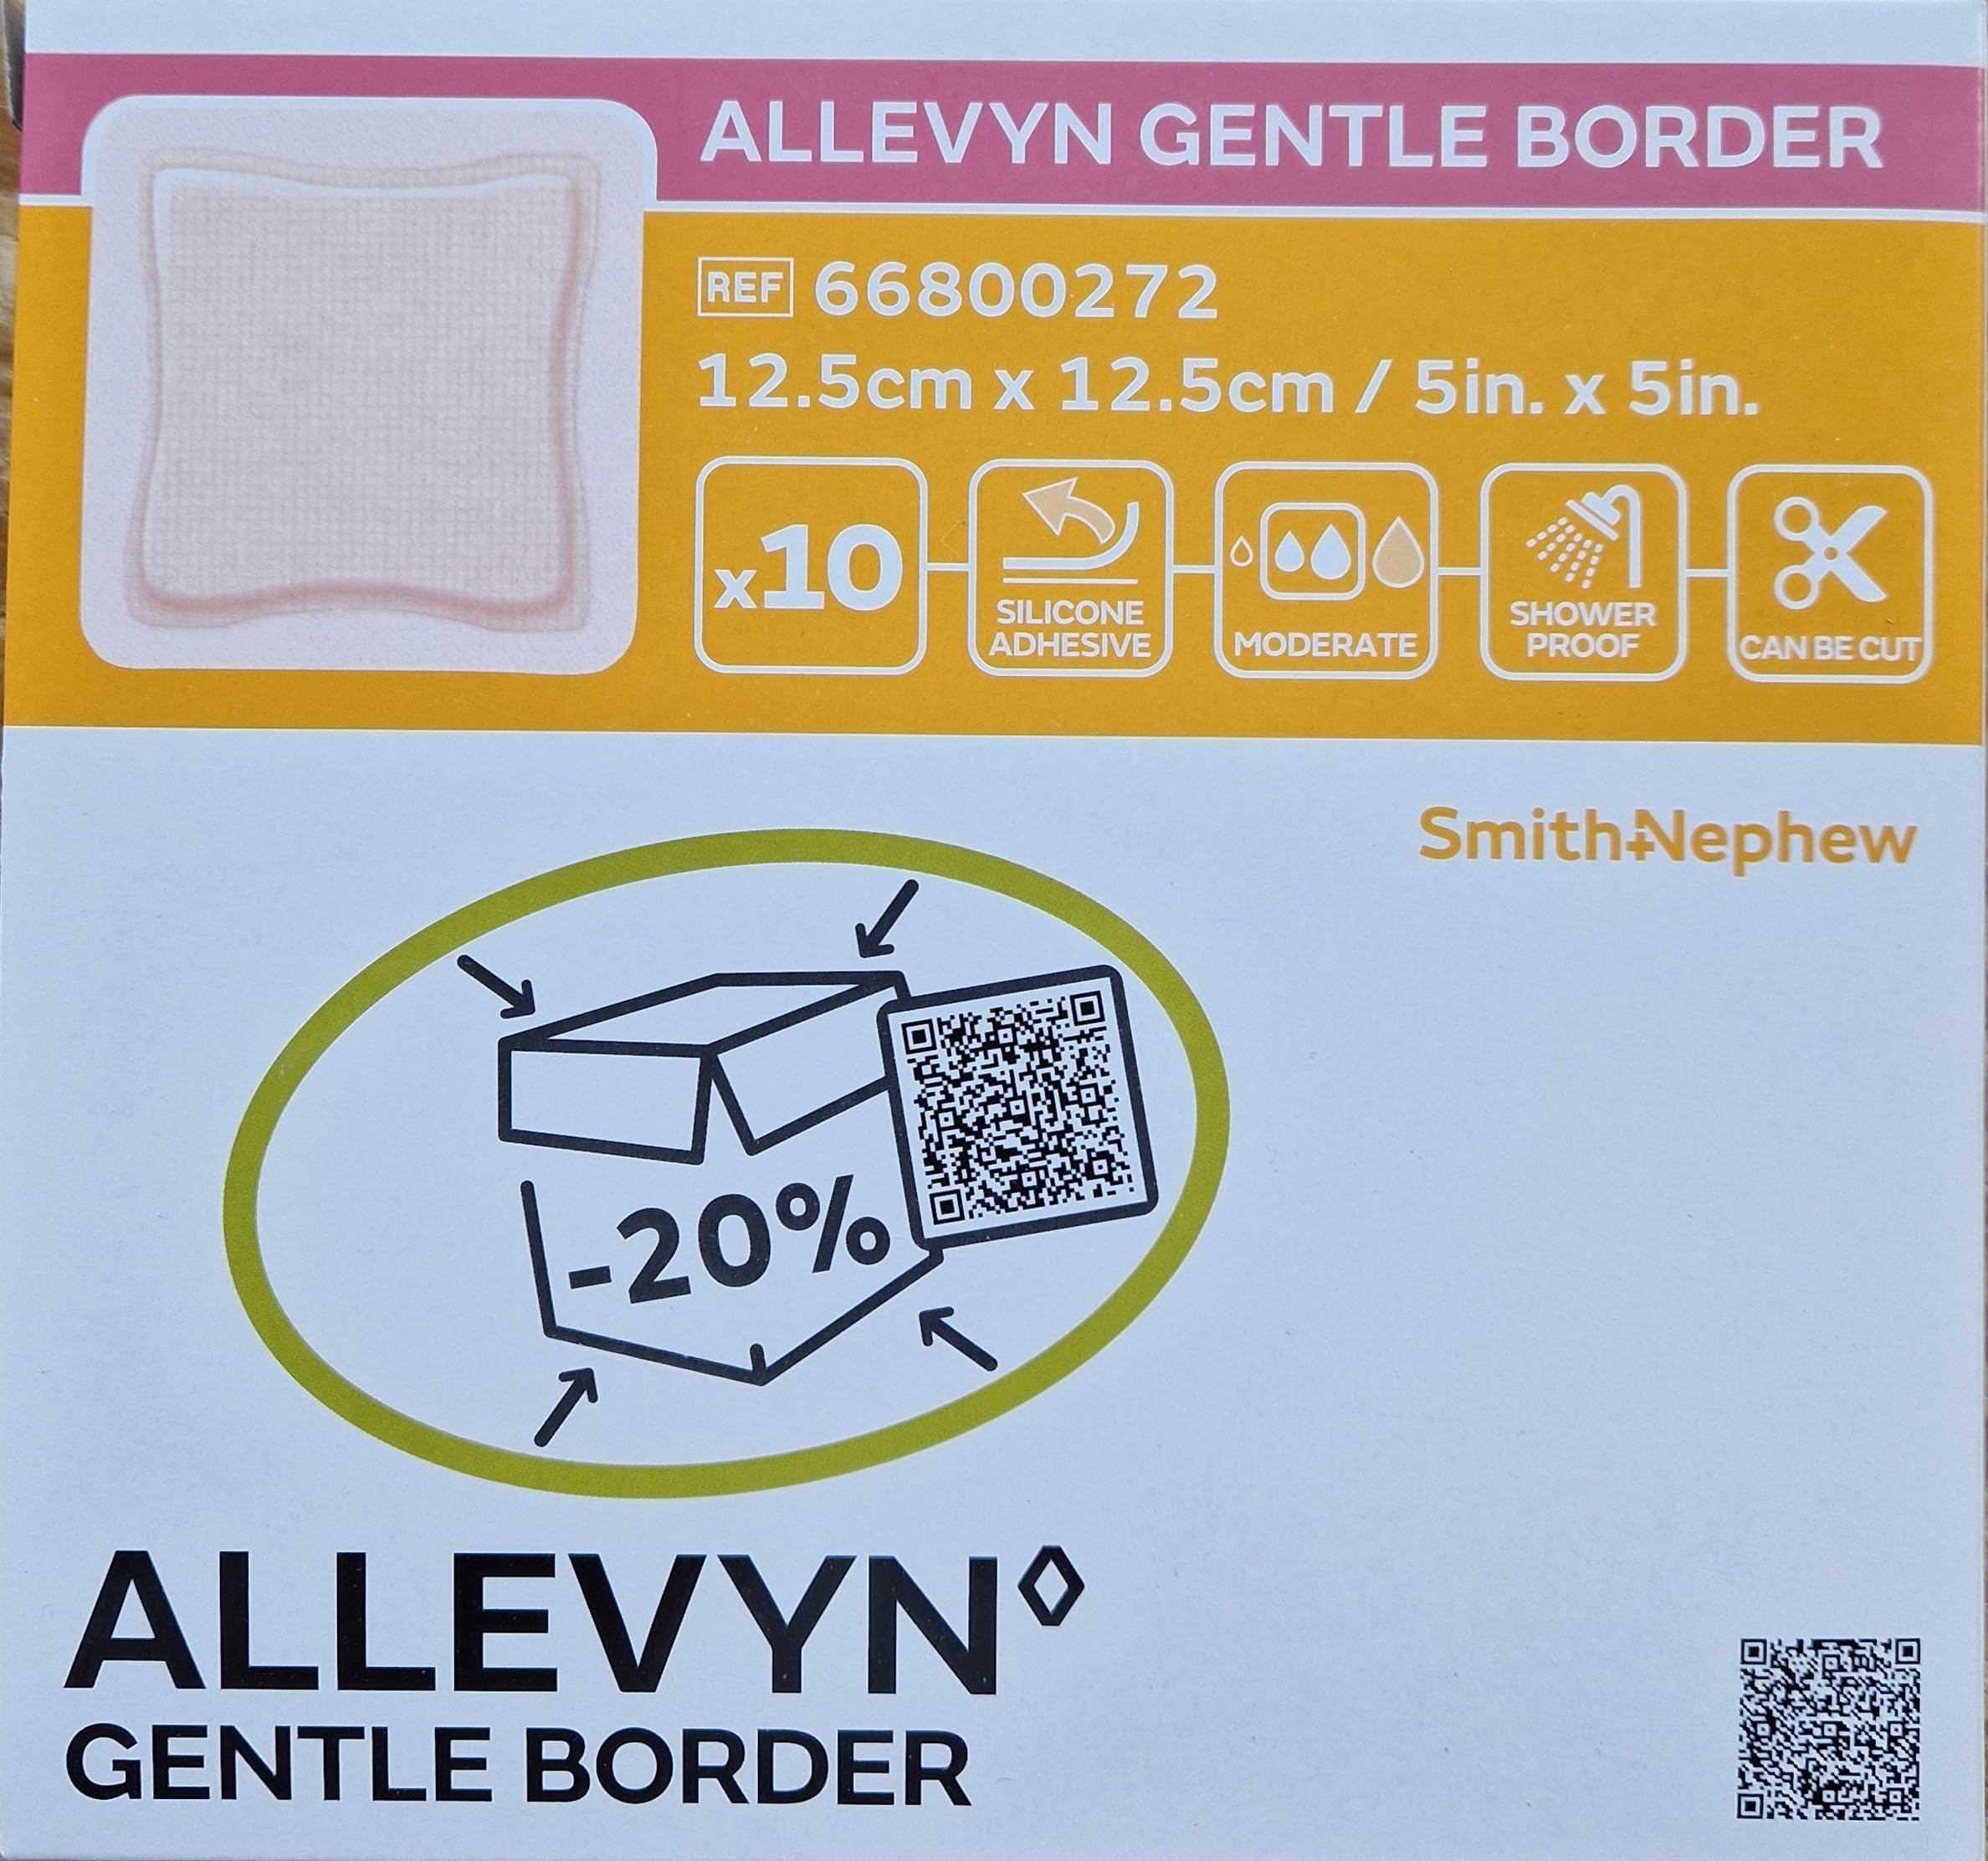 ALLEVYN GENTLE BORDER
REF 66800272
12.5cm x 12.5cm / 5in. x 5in.
x10
SILICONE
ADHESIVE
MODERATE
SHOWER
PROOF
CAN BE CUT
Smith+Nephew
-20%
ALLEVYN◊
GENTLE BORDER